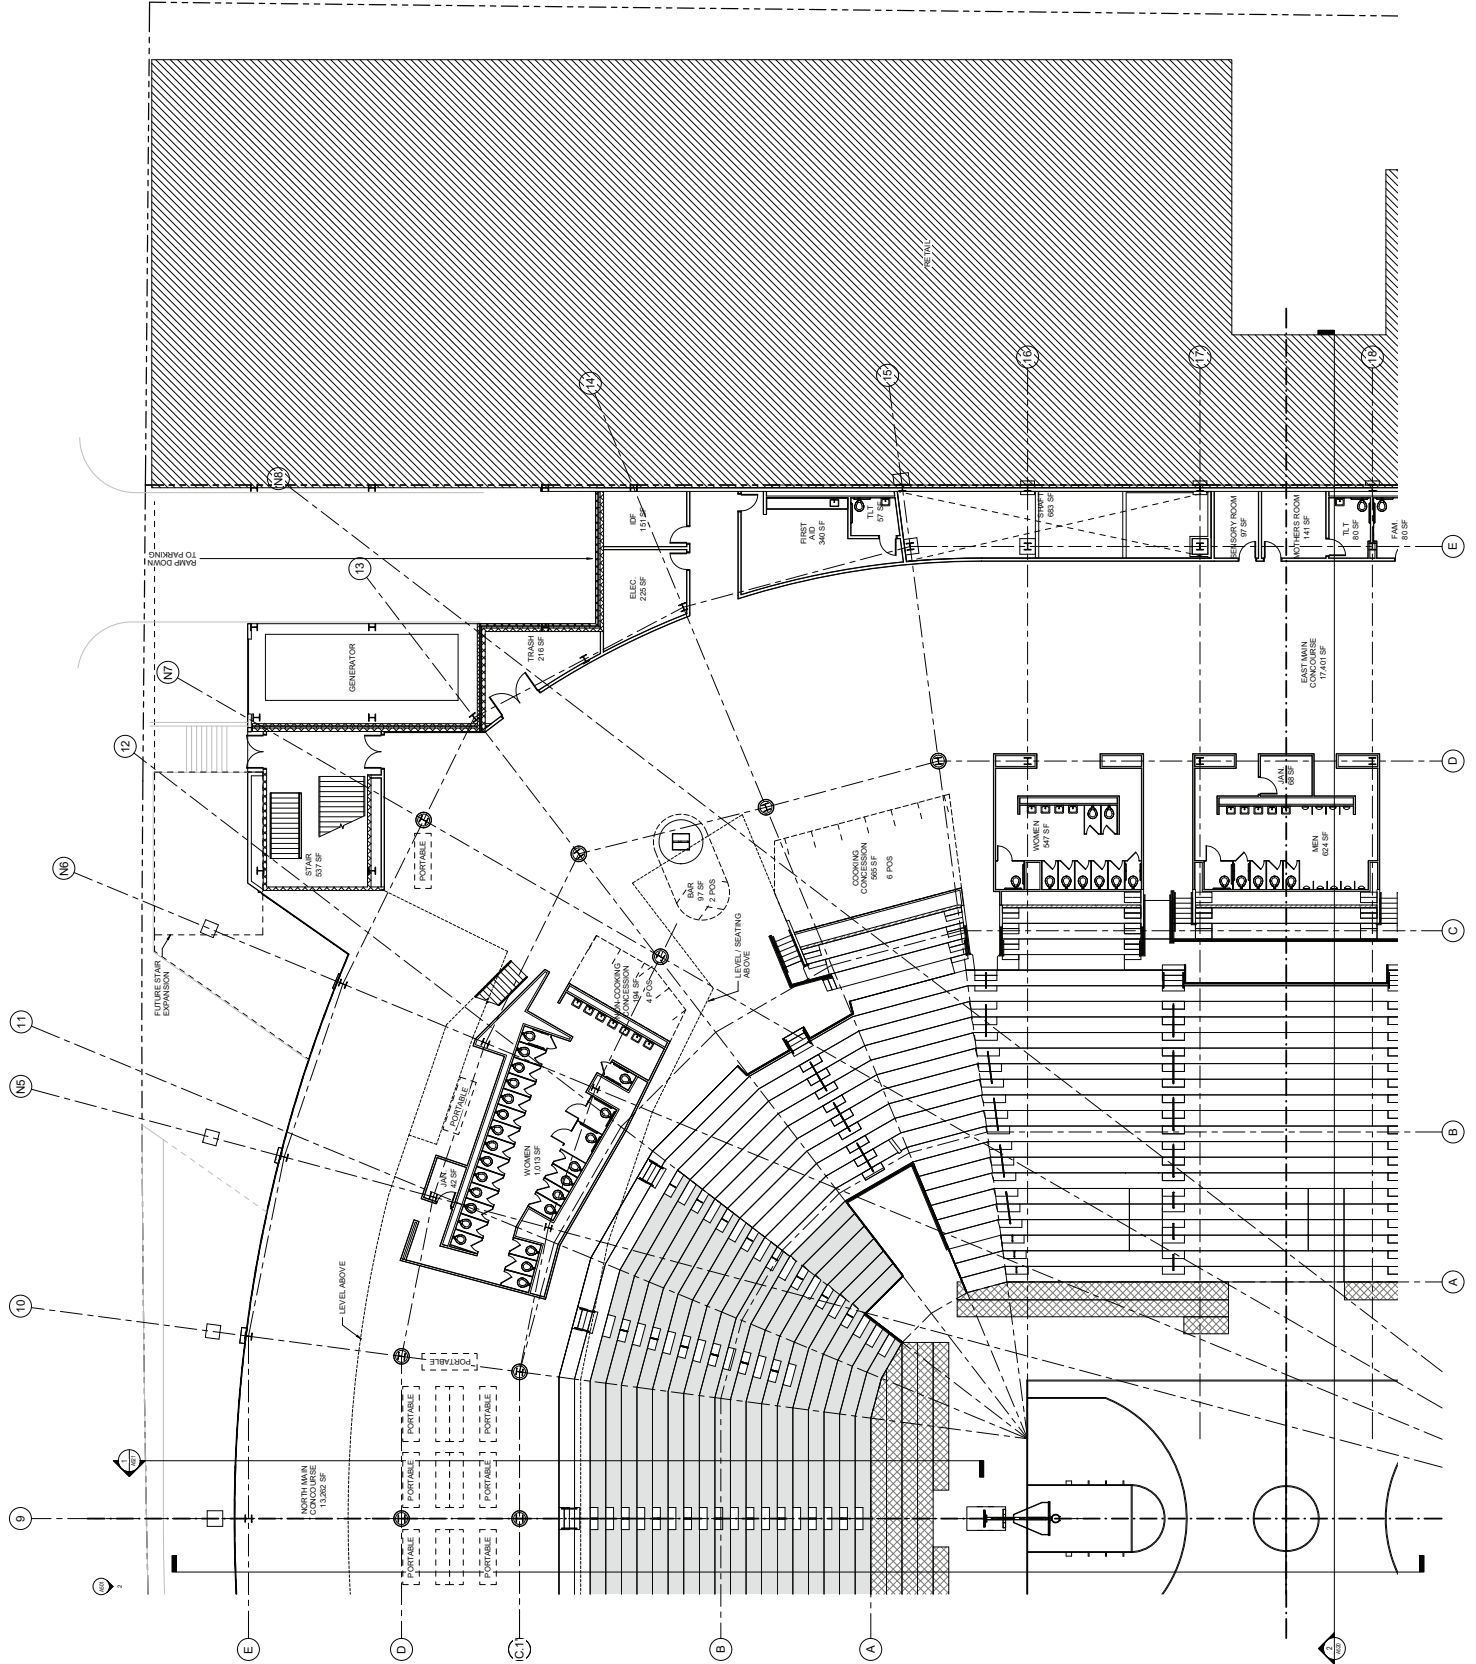 RETAIL
14
15
16
17
18
N8
13
N7
12
N6
11
N5
10
9
RAMP DOWN
TO PARKING
IDF
151 SF
ELEC.
225 SF
TRASH
216 SF
GENERATOR
FIRST
AID
340 SF
TLT
57 SF
SHAFT
683 SF
SENSORY ROOM
97 SF
MOTHERS ROOM
141 SF
TLT
80 SF
FAM.
80 SF
E
EAST MAIN
CONCOURSE
17,401 SF
D
JAN
68 SF
WOMEN
547 SF
MEN
624 SF
C
B
A
STAIR
537 SF
PORTABLE
BAR
97 SF
2 POS
COOKING
CONCESSION
565 SF
6 POS
LEVEL / SEATING
ABOVE
FUTURE STAIR
EXPANSION
NON-COOKING
CONCESSION
194 SF
4 POS
PORTABLE
WOMEN
1,013 SF
JAN.
42 SF
LEVEL ABOVE
PORTABLE
PORTABLE
PORTABLE
PORTABLE
PORTABLE
PORTABLE
PORTABLE
NORTH MAIN
CONCOURSE
13,262 SF
1
2
2
E
D
C.1
B
A